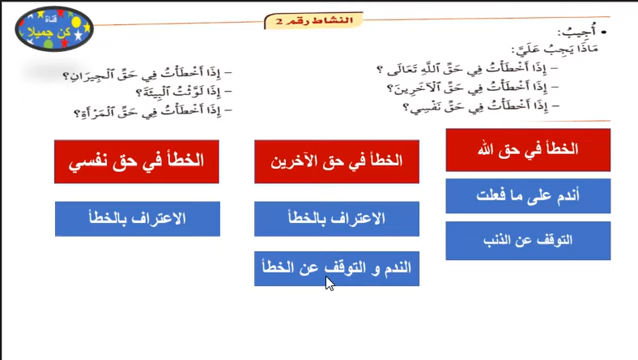 قناة
كن جميلا
النشاط رقم 2
• أُجِيبُ:
مَاذَا يَجِبُ عَلَيَّ:
– إِذَا أَخْطَأْتُ فِي حَقِّ اللَّهِ تَعَالَى ؟
– إِذَا أَخْطَأْتُ فِي حَقِّ الْآخَرِينَ؟
– إِذَا أَخْطَأْتُ فِي حَقِّ نَفْسِي؟
– إِذَا أَخْطَأْتُ فِي حَقِّ الْجِيرَانِ؟
– إِذَا لَوَّثْتُ الْبِيئَةَ؟
– إِذَا أَخْطَأْتُ فِي حَقِّ الْمَرْأَةِ؟
الخطأ في حق الله
أندم على ما فعلت
التوقف عن الذنب
الخطأ في حق الآخرين
الاعتراف بالخطأ
الندم و التوقف عن الخطأ
الخطأ في حق نفسي
الاعتراف بالخطأ